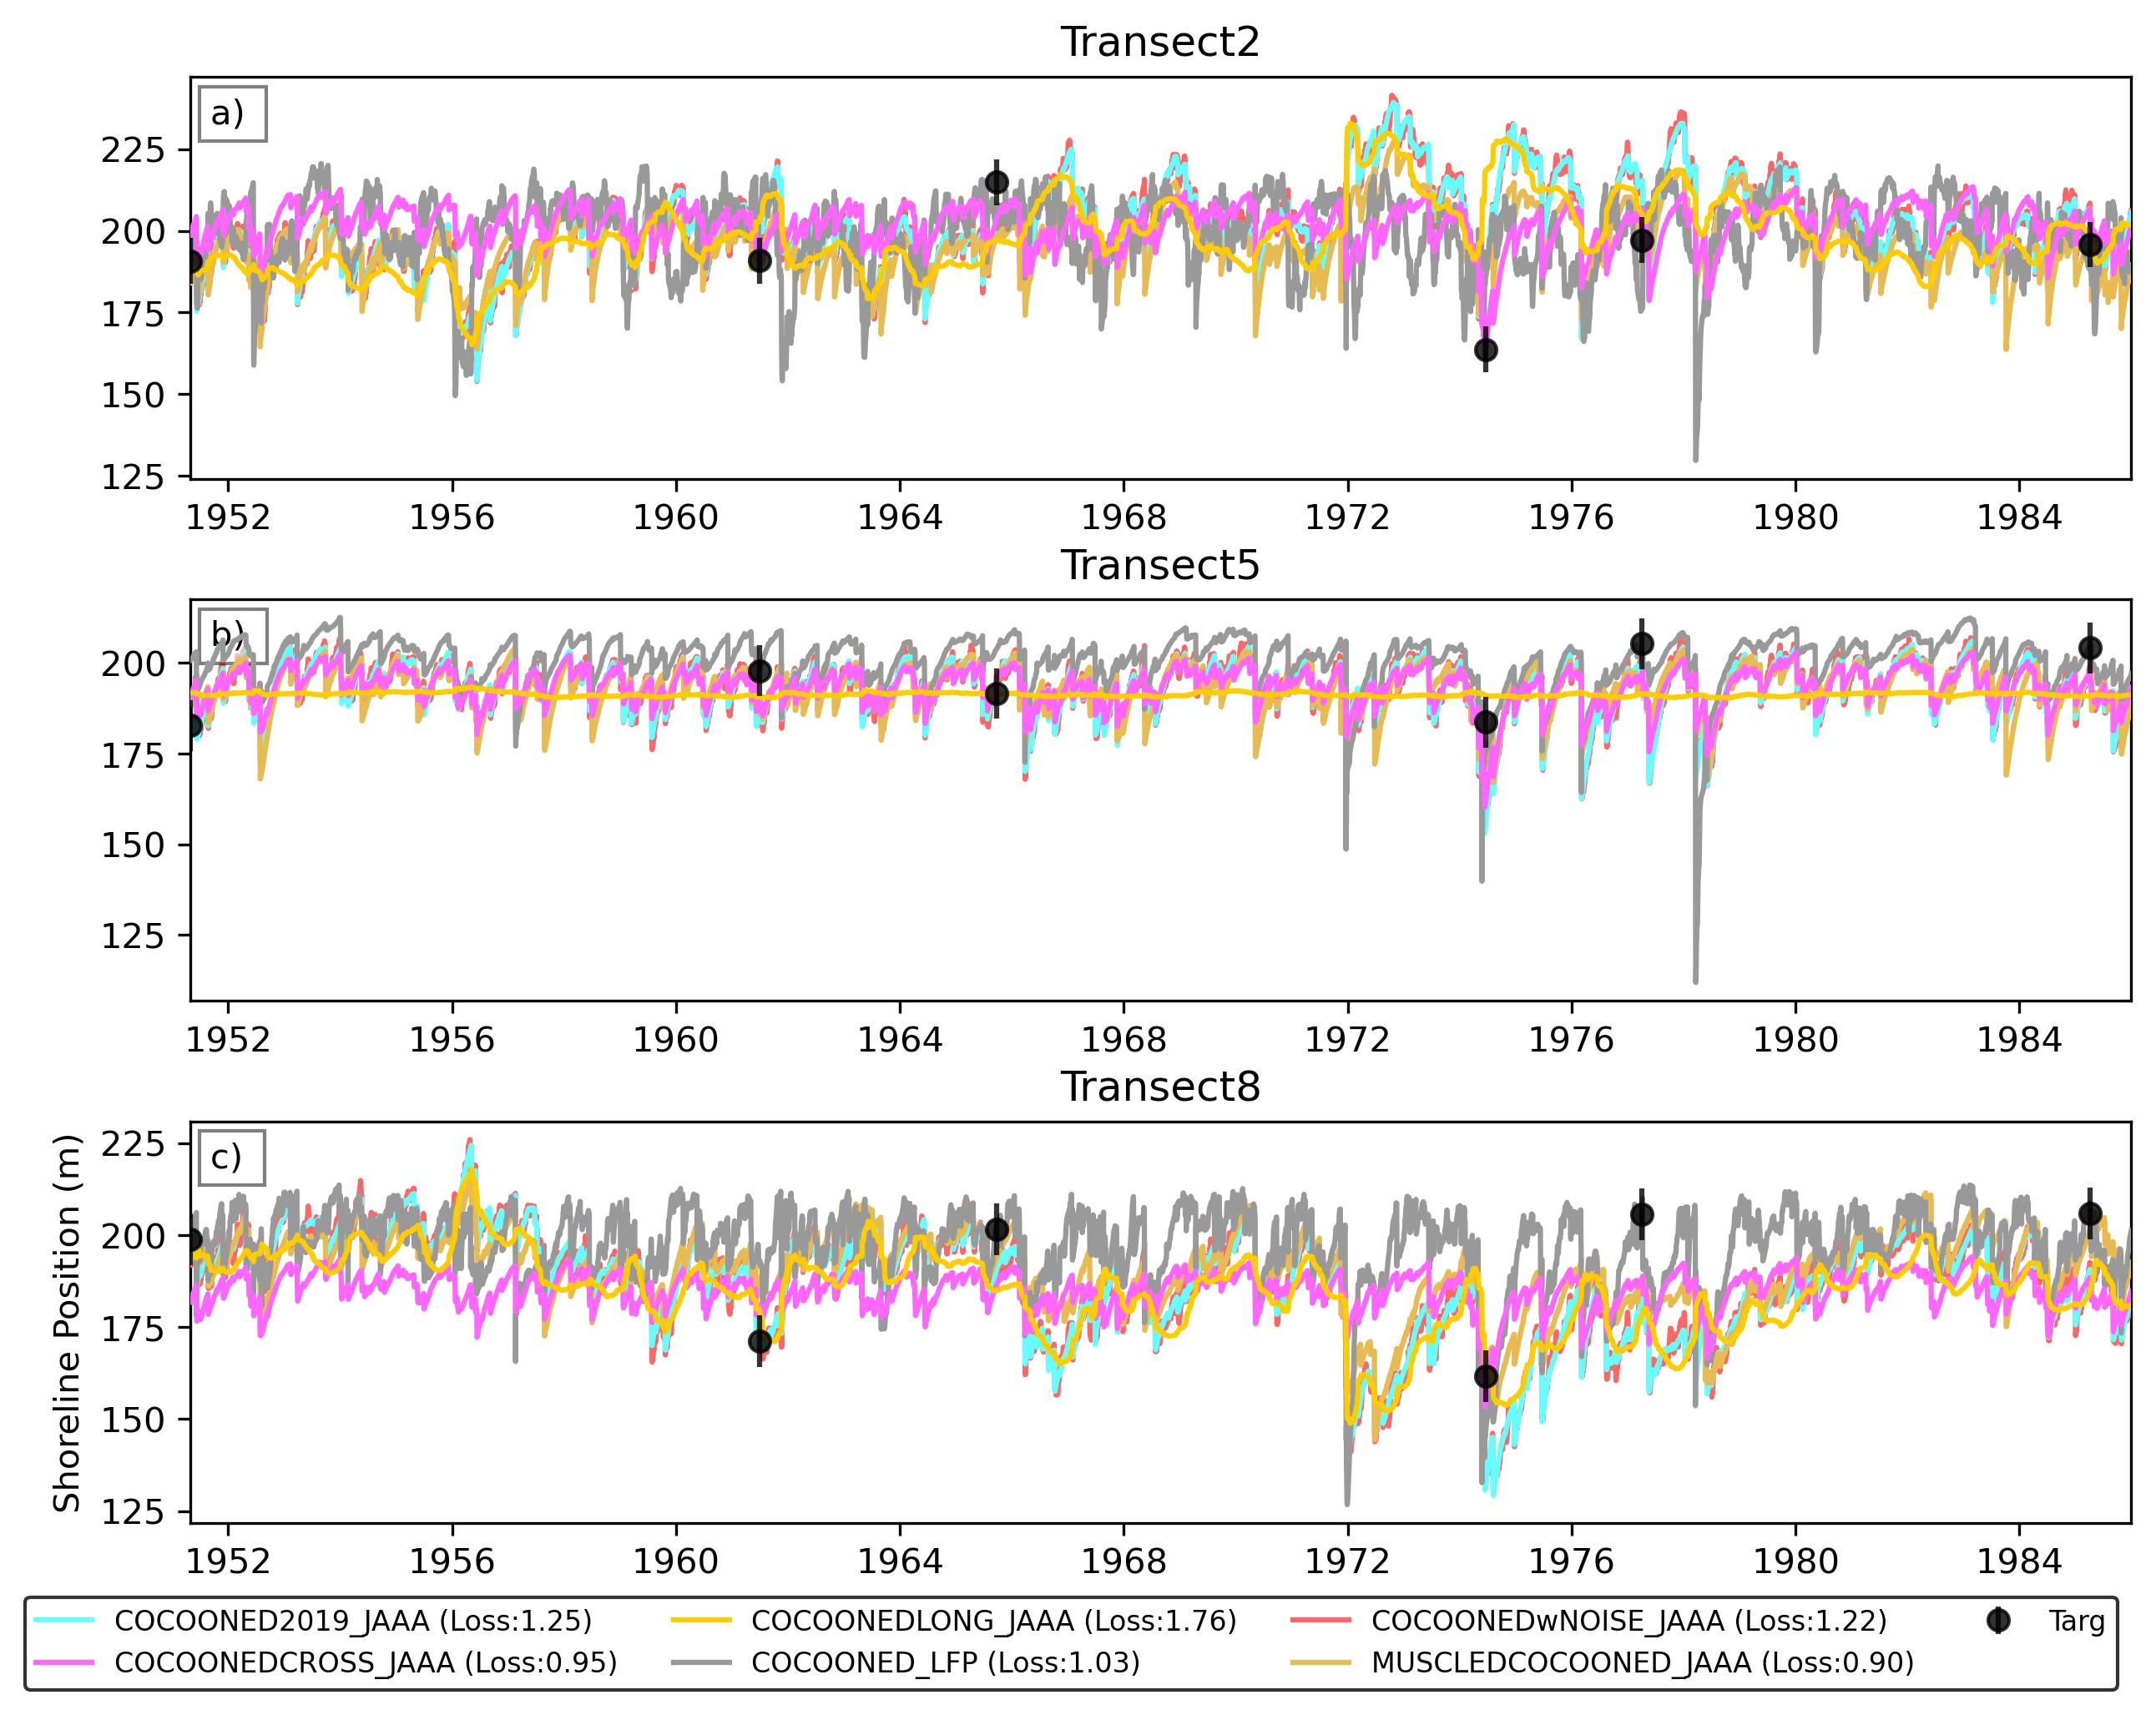 Transect2
a)
225
200
175
150
125
1952 1956 1960 1964 1968 1972 1976 1980 1984
Transect5
b)
200
175
150
125
1952 1956 1960 1964 1968 1972 1976 1980 1984
Transect8
c)
Shoreline Position (m)
225
200
175
150
125
1952 1956 1960 1964 1968 1972 1976 1980 1984
COCOONED2019_JAAA (Loss:1.25) COCOONEDLONG_JAAA (Loss:1.76) COCOONEDwNOISE_JAAA (Loss:1.22) Targ
COCOONEDCROSS_JAAA (Loss:0.95) COCOONED_LFP (Loss:1.03) MUSCLEDCOCOONED_JAAA (Loss:0.90)